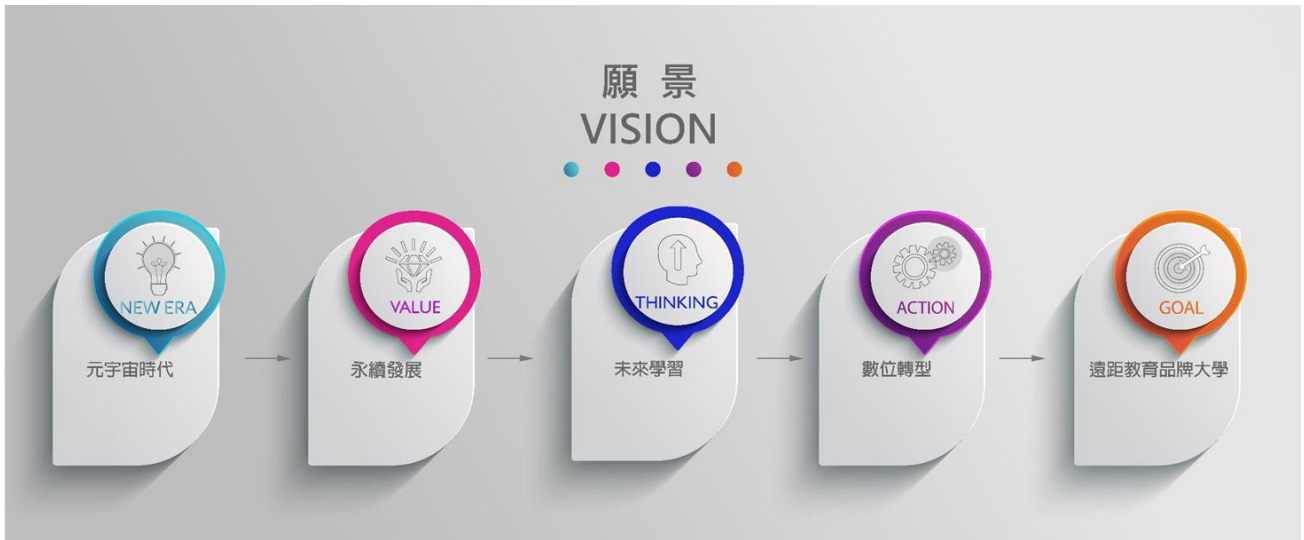 願景
VISION
NEW ERA
元宇宙時代
VALUE
永續發展
THINKING
未來學習
ACTION
數位轉型
GOAL
遠距教育品牌大學